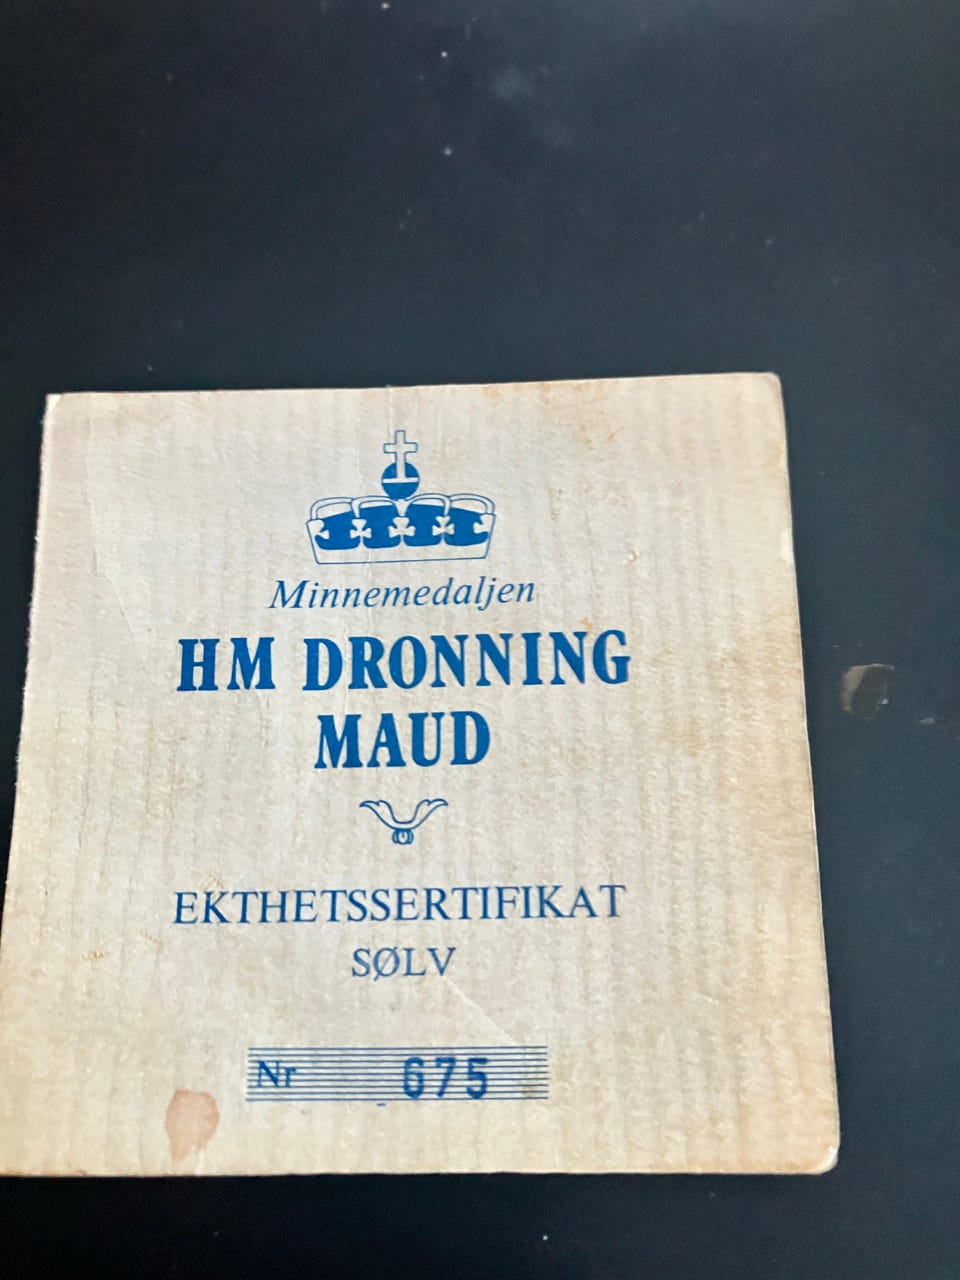 Minnemedaljen
HM DRONNING
MAUD
EKTHETSSERTIFIKAT
SØLV
Nr 675